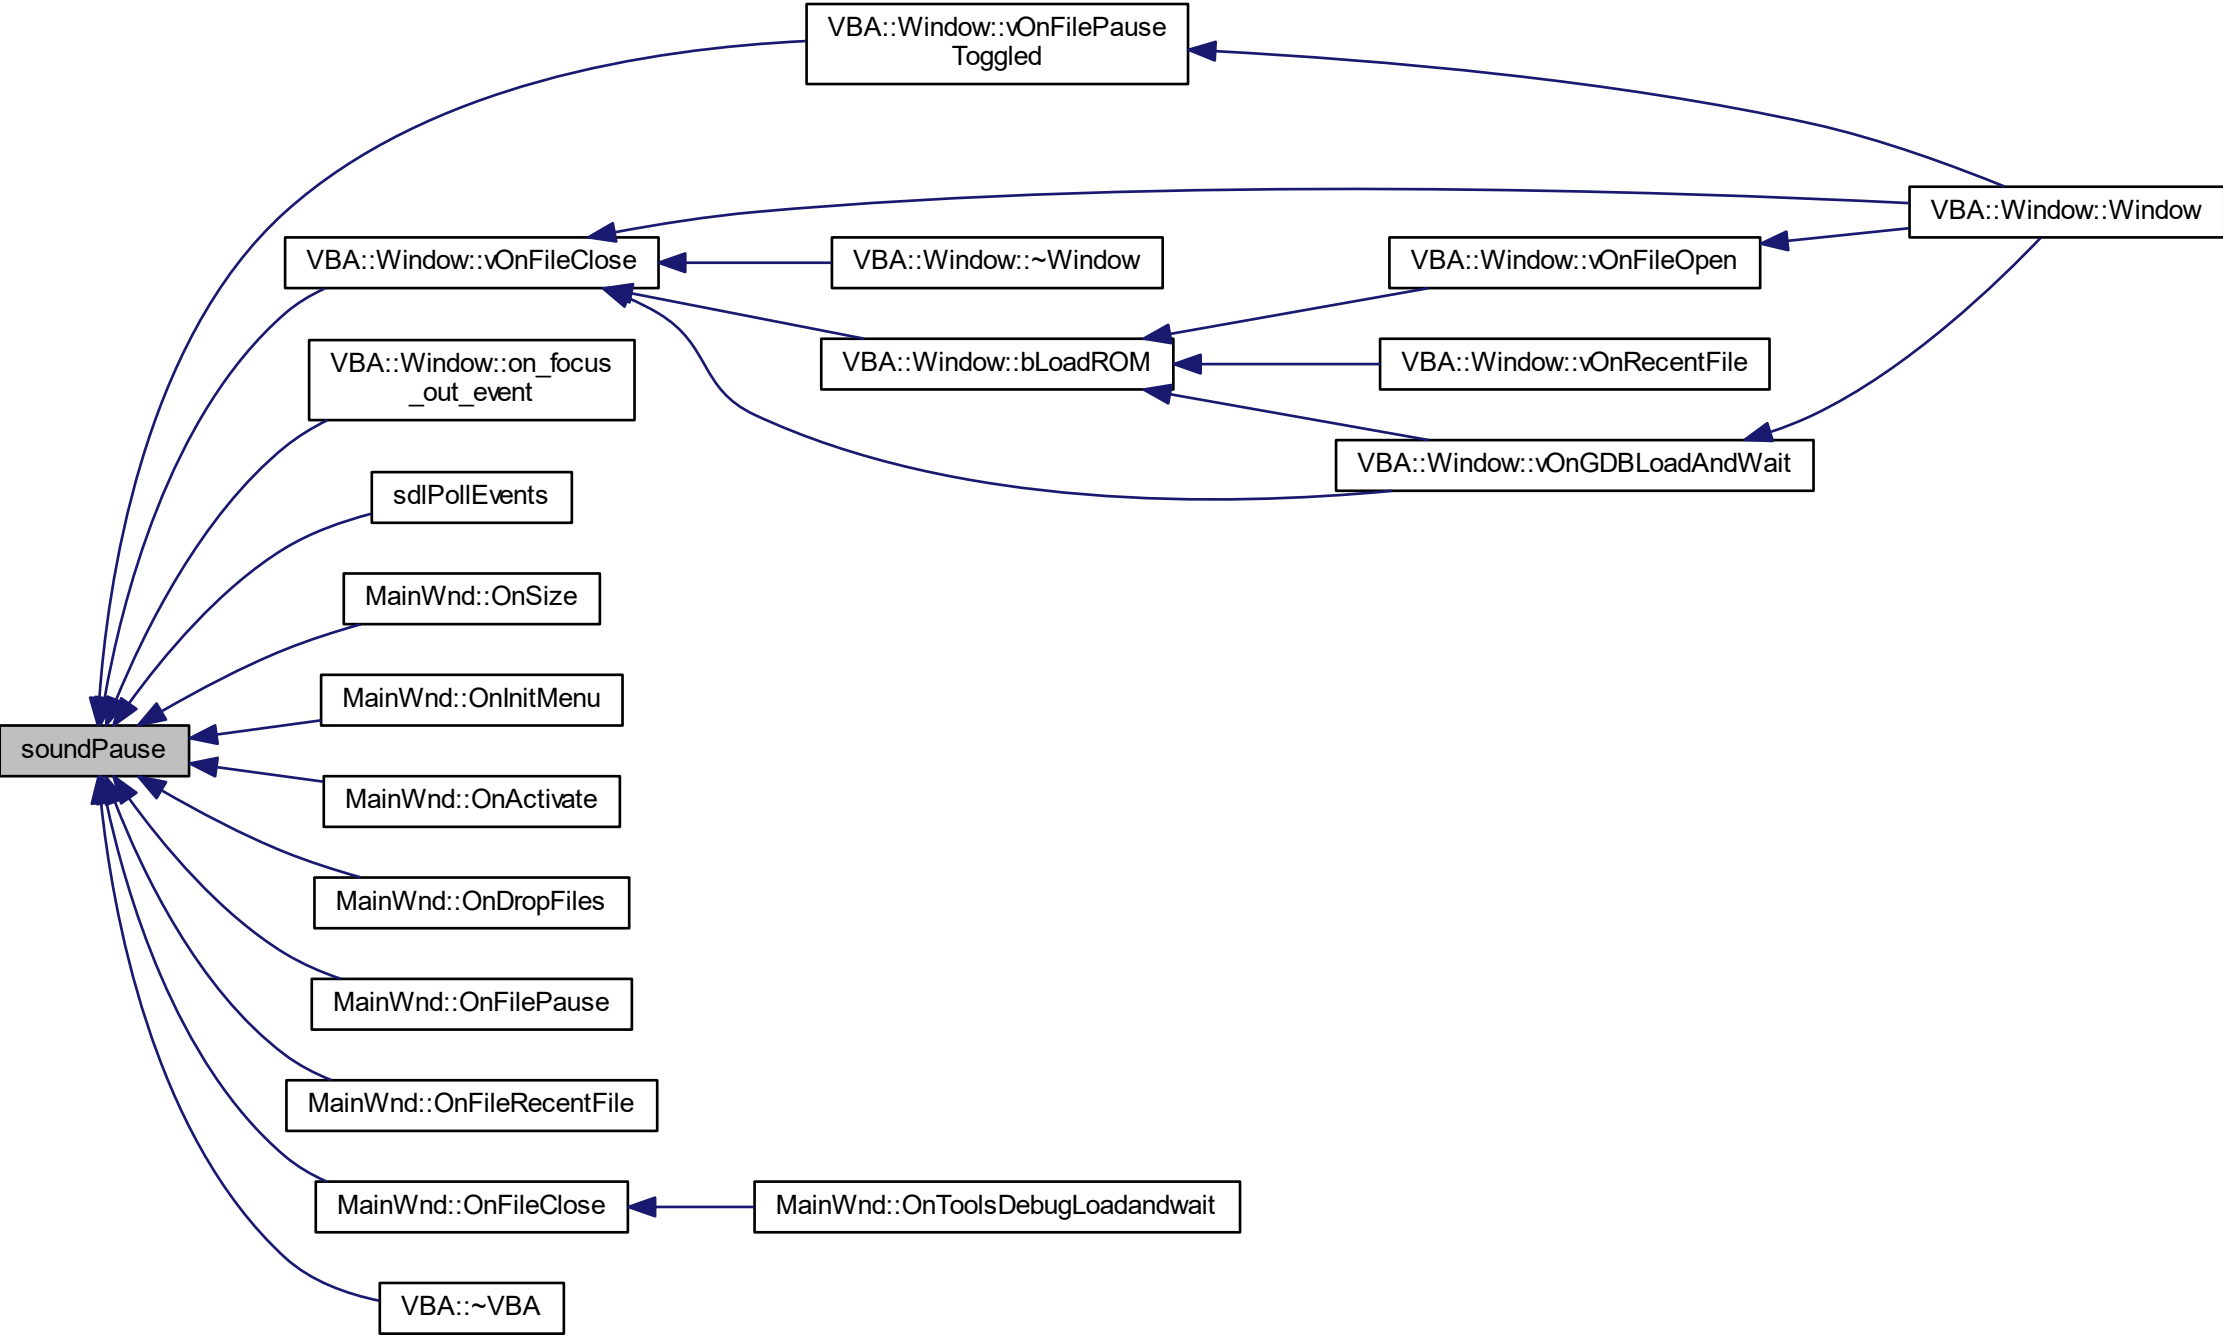 VBA::Window::vOnFilePause
Toggled
VBA::Window::Window
VBA::Window::vOnFileClose
VBA::Window::~Window
VBA::Window::vOnFileOpen
VBA::Window::on_focus
_out_event
VBA::Window::bLoadROM
VBA::Window::vOnRecentFile
VBA::Window::vOnGDBLoadAndWait
sdlPollEvents
MainWnd::OnSize
MainWnd::OnInitMenu
soundPause
MainWnd::OnActivate
MainWnd::OnDropFiles
MainWnd::OnFilePause
MainWnd::OnFileRecentFile
MainWnd::OnFileClose
MainWnd::OnToolsDebugLoadandwait
VBA::~VBA